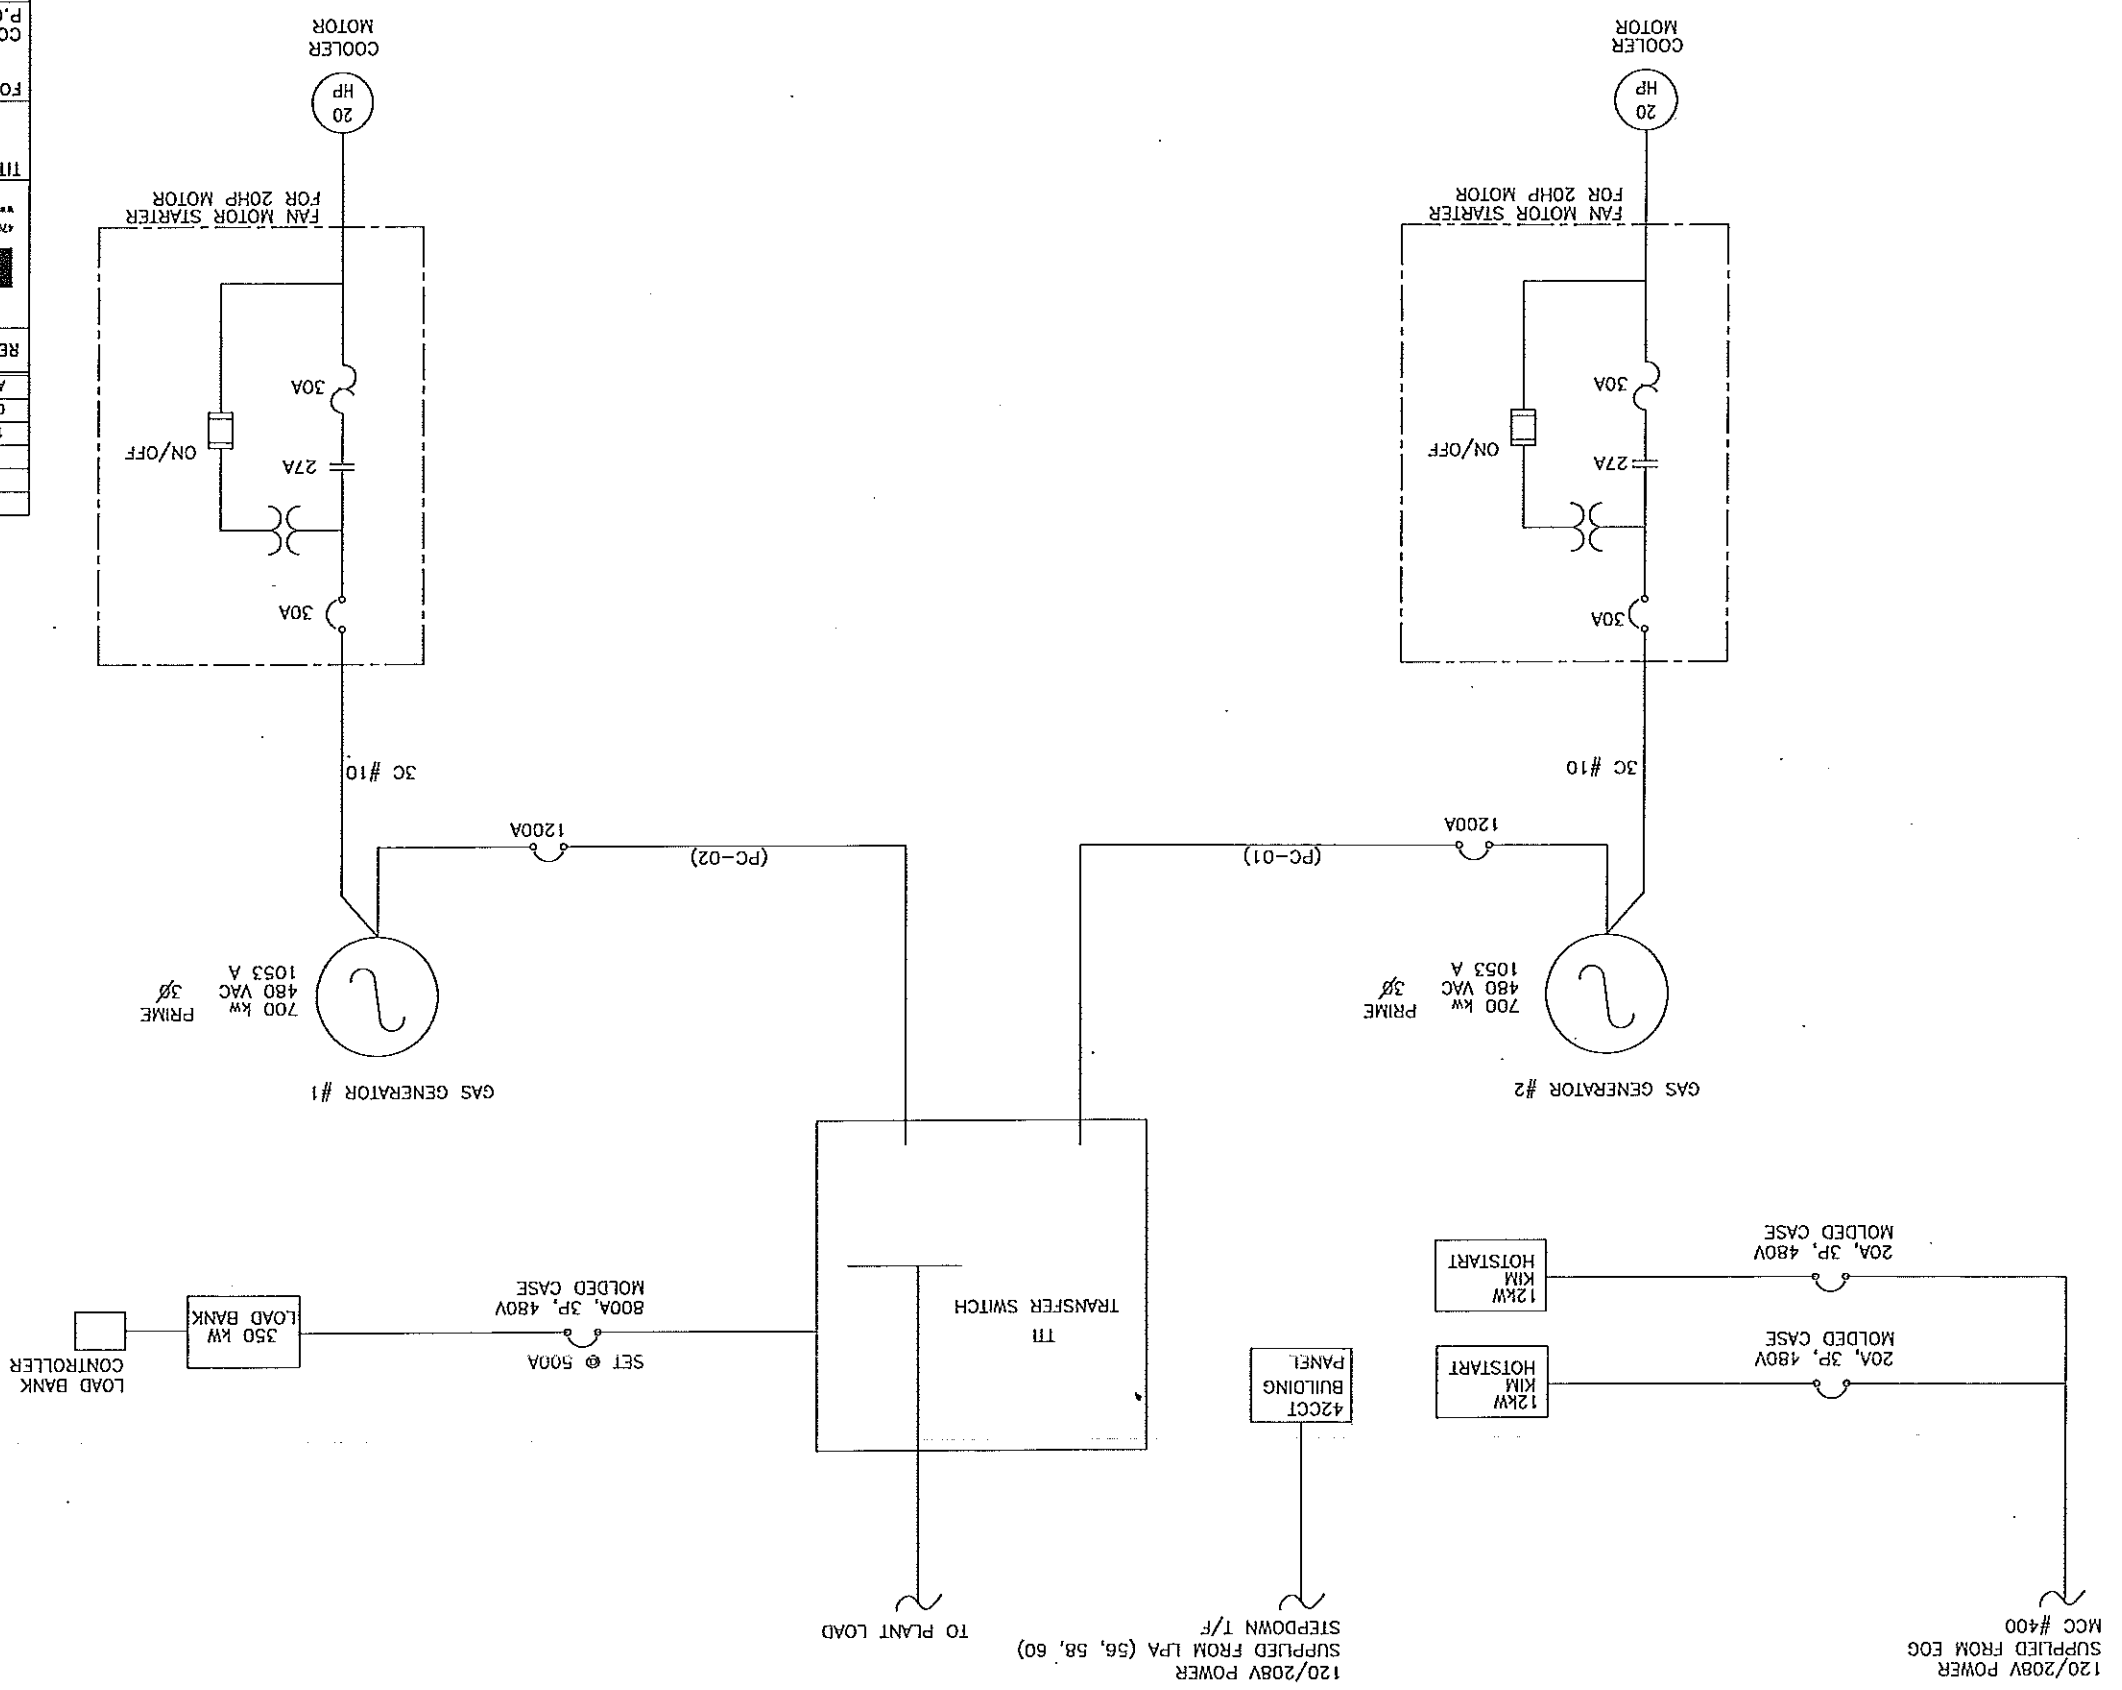 120/208V POWER
SUPPLIED FROM EOG
MCC #400
120/208V POWER
SUPPLIED FROM LPA (56, 58, 60)
STEPDOWN T/F
TO PLANT LOAD
20A, 3P, 480V
MOLDED CASE
12kW
KIM
HOTSTART
20A, 3P, 480V
MOLDED CASE
12kW
KIM
HOTSTART
42CCT
BUILDING
PANEL
TRANSFER SWITCH
SET @ 500A
800A, 3P, 480V
MOLDED CASE
350 kW
LOAD BANK
LOAD BANK
CONTROLLER
GAS GENERATOR #2
700 kw
480 VAC
1053 A
PRIME
3Ø
GAS GENERATOR #1
700 kw
480 VAC
1053 A
PRIME
3Ø
1200A
(PC-01)
(PC-02)
1200A
3C #10
3C #10
30A
27A
ON/OFF
30A
FAN MOTOR STARTER
FOR 20HP MOTOR
20
HP
COOLER
MOTOR
30A
27A
ON/OFF
30A
FAN MOTOR STARTER
FOR 20HP MOTOR
20
HP
COOLER
MOTOR